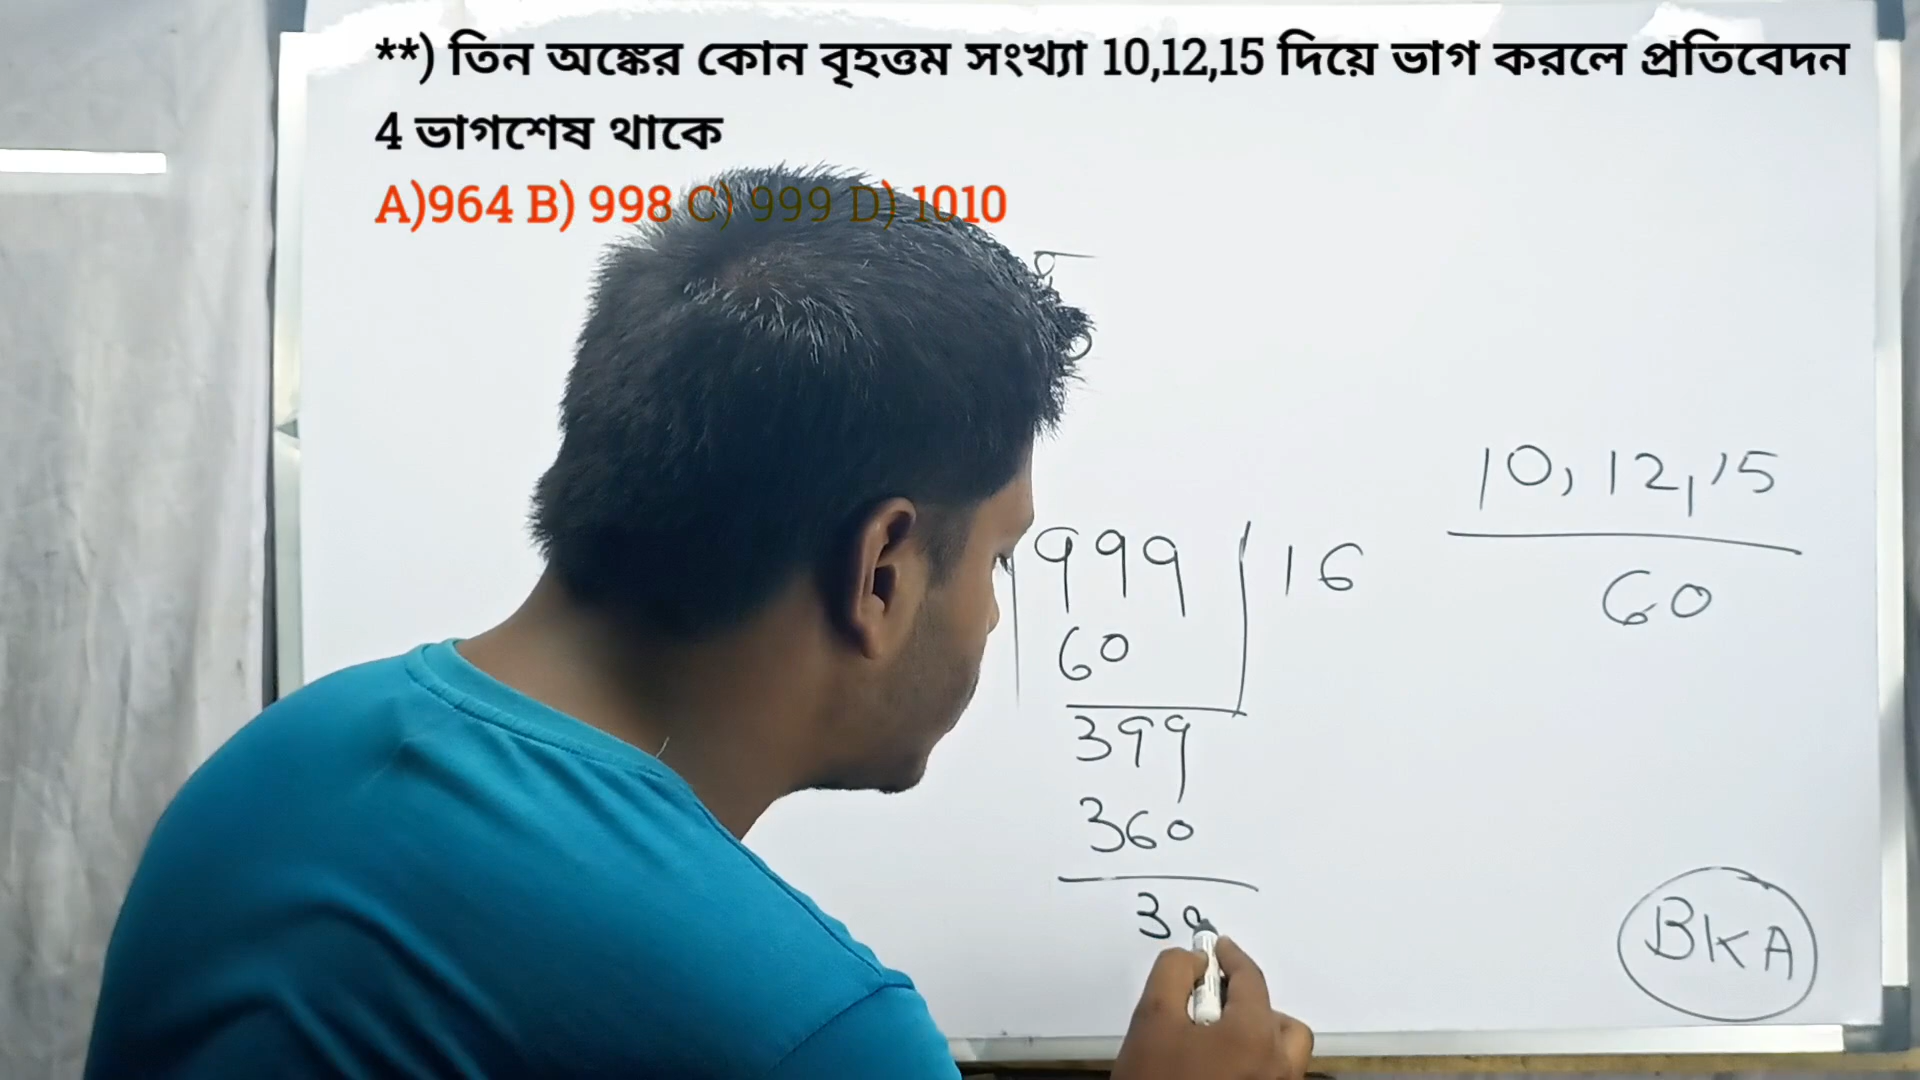 **) তিন অঙ্কের কোন বৃহত্তম সংখ্যা 10,12,15 দিয়ে ভাগ করলে প্রতিবেদন
4 ভাগশেষ থাকে
A)964 B) 998 C) 999 D) 1010
10, 12, 15
60
999 16
60
399
360
39
BKA